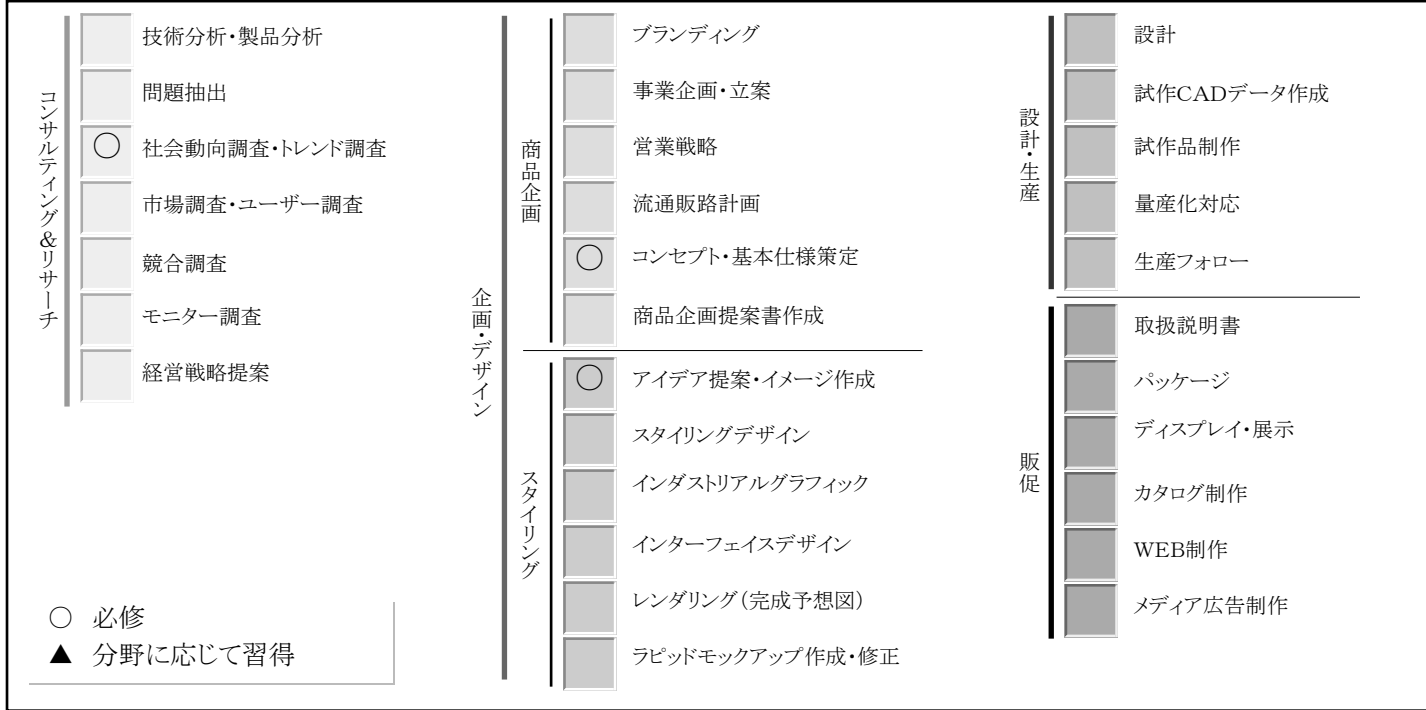 コンサルティング&リサーチ
技術分析・製品分析
問題抽出
○ 社会動向調査・トレンド調査
市場調査・ユーザー調査
競合調査
モニター調査
経営戦略提案
企画・デザイン
商品企画
ブランディング
事業企画・立案
営業戦略
流通販路計画
○ コンセプト・基本仕様策定
商品企画提案書作成
スタイリング
○ アイデア提案・イメージ作成
スタイリングデザイン
インダストリアルグラフィック
インターフェイスデザイン
レンダリング(完成予想図)
ラピッドモックアップ作成・修正
設計・生産
設計
試作CADデータ作成
試作品制作
量産化対応
生産フォロー
販促
取扱説明書
パッケージ
ディスプレイ・展示
カタログ制作
WEB制作
メディア広告制作
○ 必修
▲ 分野に応じて習得